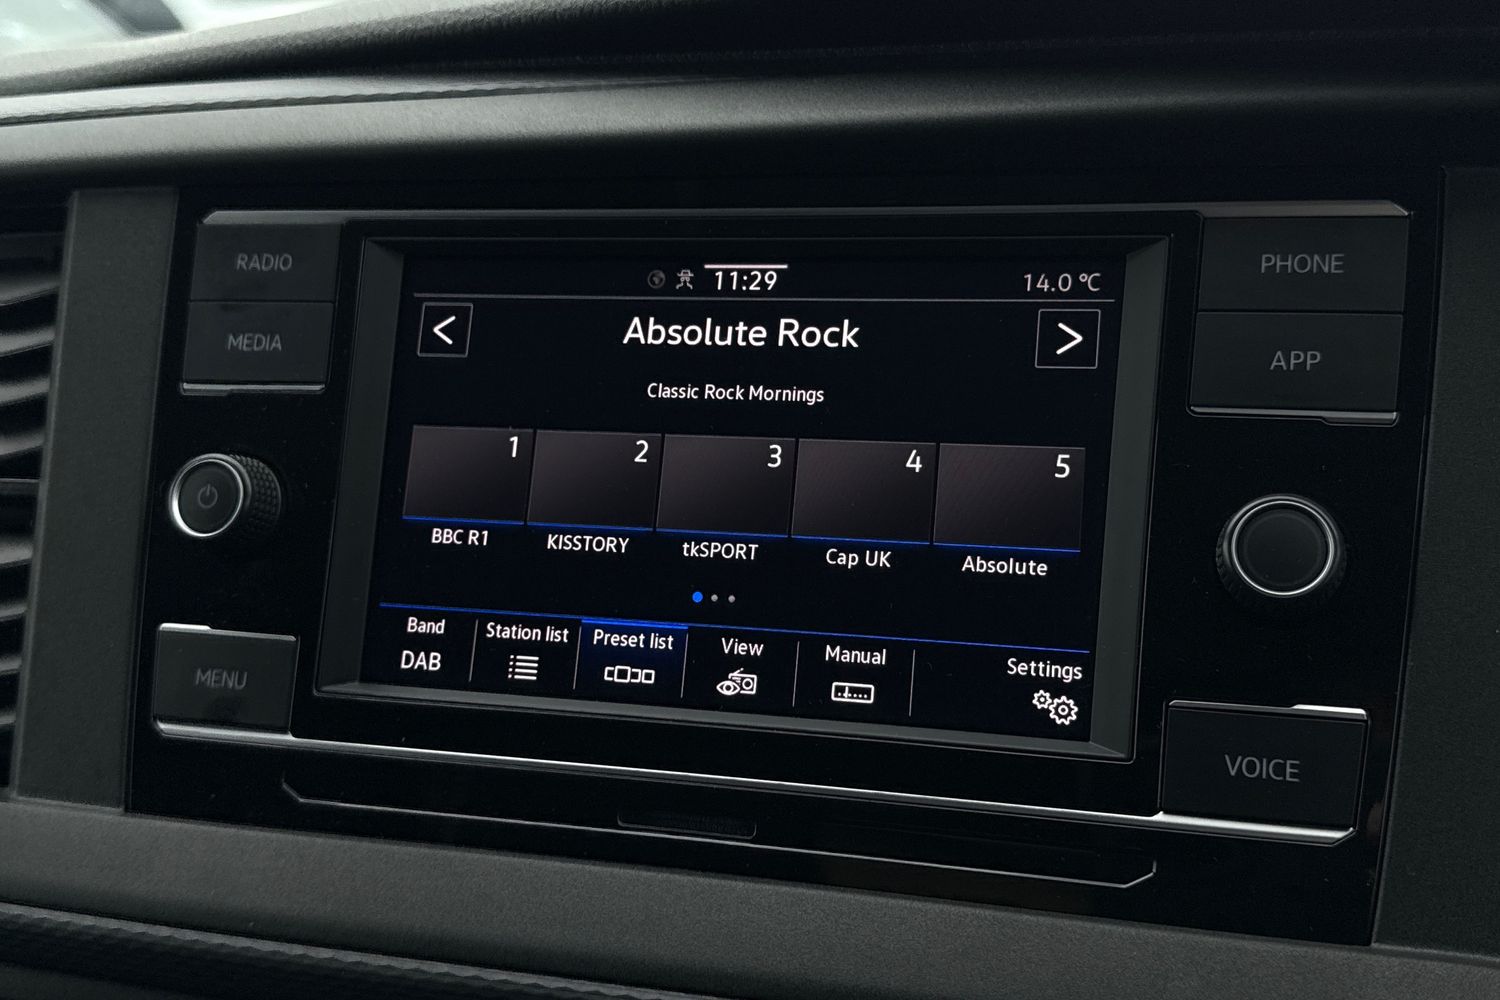 RADIO
MEDIA
MENU
PHONE
APP
VOICE
11:29
14.0 °C
<
Absolute Rock
>
Classic Rock Mornings
1 2 3 4 5
BBC R1 KISSTORY tkSPORT Cap UK Absolute
Band Station list Preset list View Manual Settings
DAB